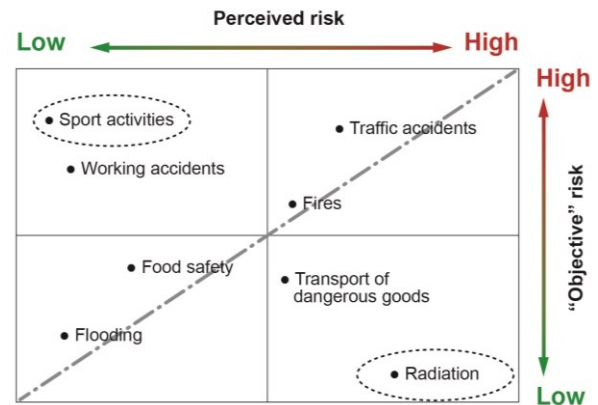 Perceived risk
Low
High
High
Sport activities
Traffic accidents
Working accidents
Fires
"Objective" risk
Food safety
Transport of
dangerous goods
Flooding
Radiation
Low